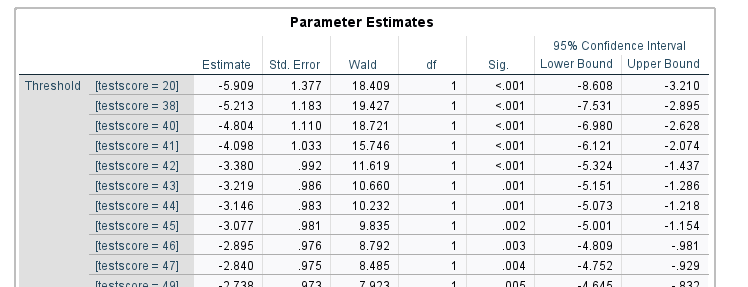 Parameter Estimates
95% Confidence Interval
Estimate Std. Error Wald df Sig. Lower Bound Upper Bound
Threshold [testscore = 20] -5.909 1.377 18.409 1 <.001 -8.608 -3.210
[testscore = 38] -5.213 1.183 19.427 1 <.001 -7.531 -2.895
[testscore = 40] -4.804 1.110 18.721 1 <.001 -6.980 -2.628
[testscore = 41] -4.098 1.033 15.746 1 <.001 -6.121 -2.074
[testscore = 42] -3.380 .992 11.619 1 <.001 -5.324 -1.437
[testscore = 43] -3.219 .986 10.660 1 .001 -5.151 -1.286
[testscore = 44] -3.146 .983 10.232 1 .001 -5.073 -1.218
[testscore = 45] -3.077 .981 9.835 1 .002 -5.001 -1.154
[testscore = 46] -2.895 .976 8.792 1 .003 -4.809 -.981
[testscore = 47] -2.840 .975 8.485 1 .004 -4.752 -.929
[testscore = 49] -2.738 .973 7.923 1 .005 -4.645 -.832